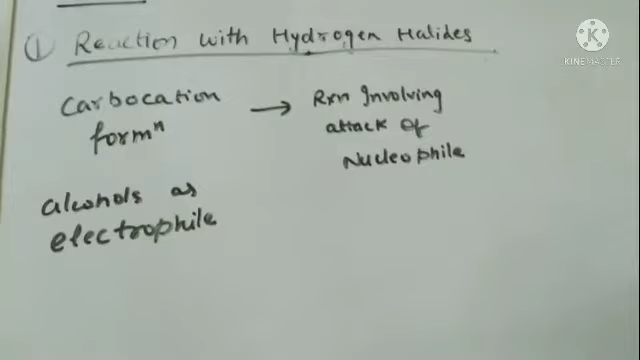 ① Reaction with Hydrogen Halides
Carbocation
formⁿ
→ Rxn Involving
attack of
Nucleophile
alcohols as
electrophile
K
KINEMASTER